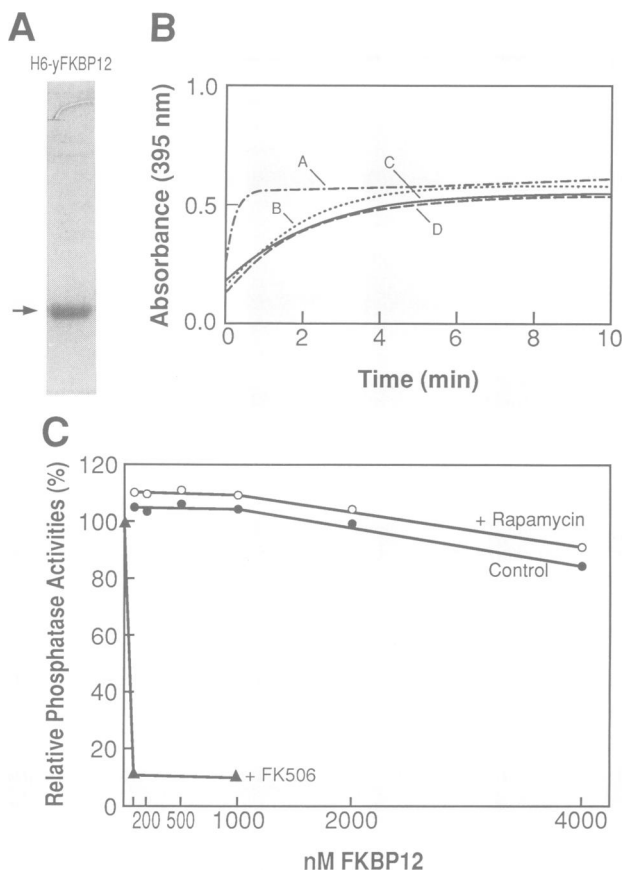 A
H6-yFKBP12
B
Absorbance (395 nm)
1.0
0.5
0.0
A
B
C
D
0 2 4 6 8 10
Time (min)
C
Relative Phosphatase Activities (%)
120
100
80
60
40
20
0
+ Rapamycin
Control
+ FK506
200 500 1000 2000 4000
nM FKBP12